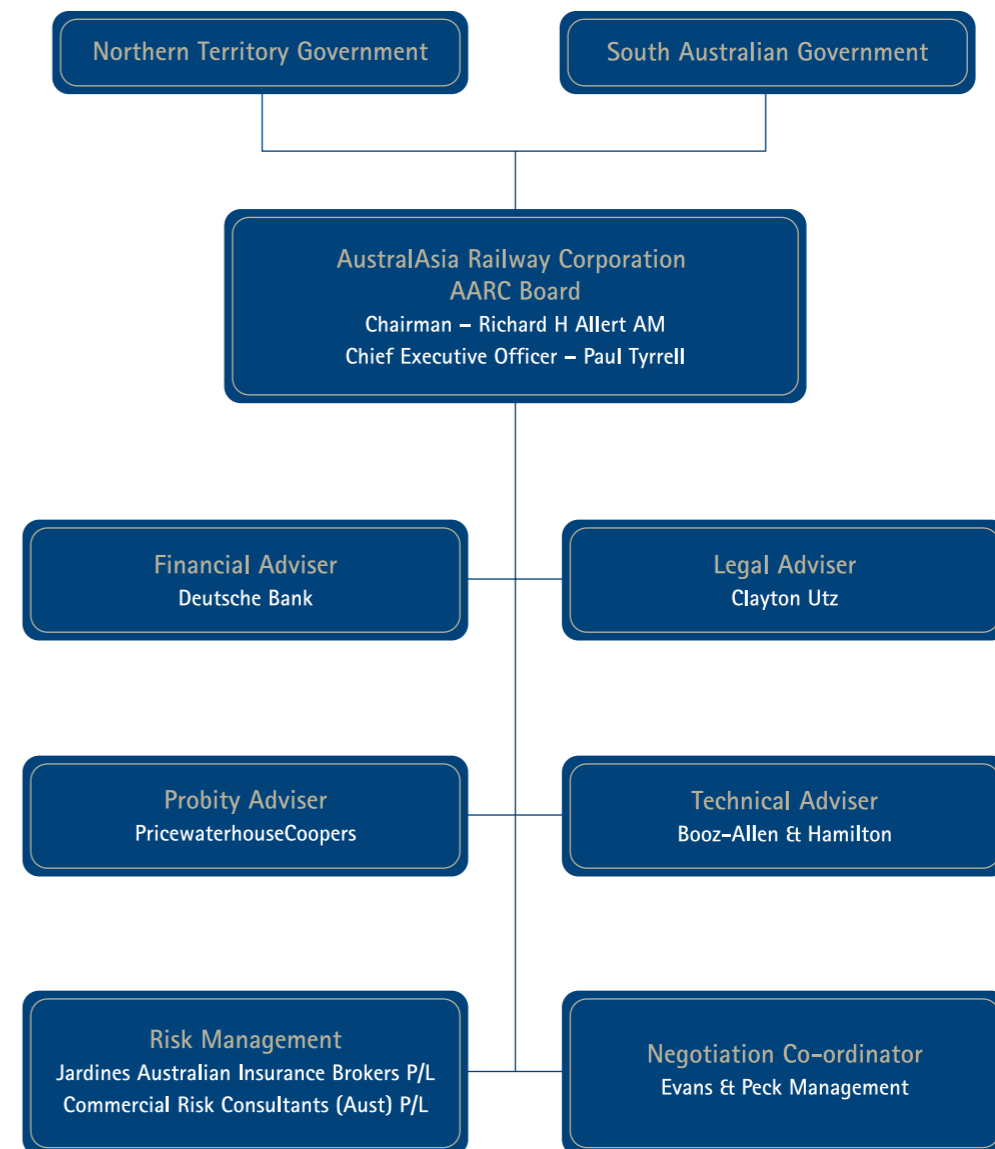 Northern Territory Government
South Australian Government
AustralAsia Railway Corporation
AARC Board
Chairman – Richard H Allert AM
Chief Executive Officer – Paul Tyrrell
Financial Adviser
Deutsche Bank
Legal Adviser
Clayton Utz
Probity Adviser
PricewaterhouseCoopers
Technical Adviser
Booz-Allen & Hamilton
Risk Management
Jardines Australian Insurance Brokers P/L
Commercial Risk Consultants (Aust) P/L
Negotiation Co-ordinator
Evans & Peck Management